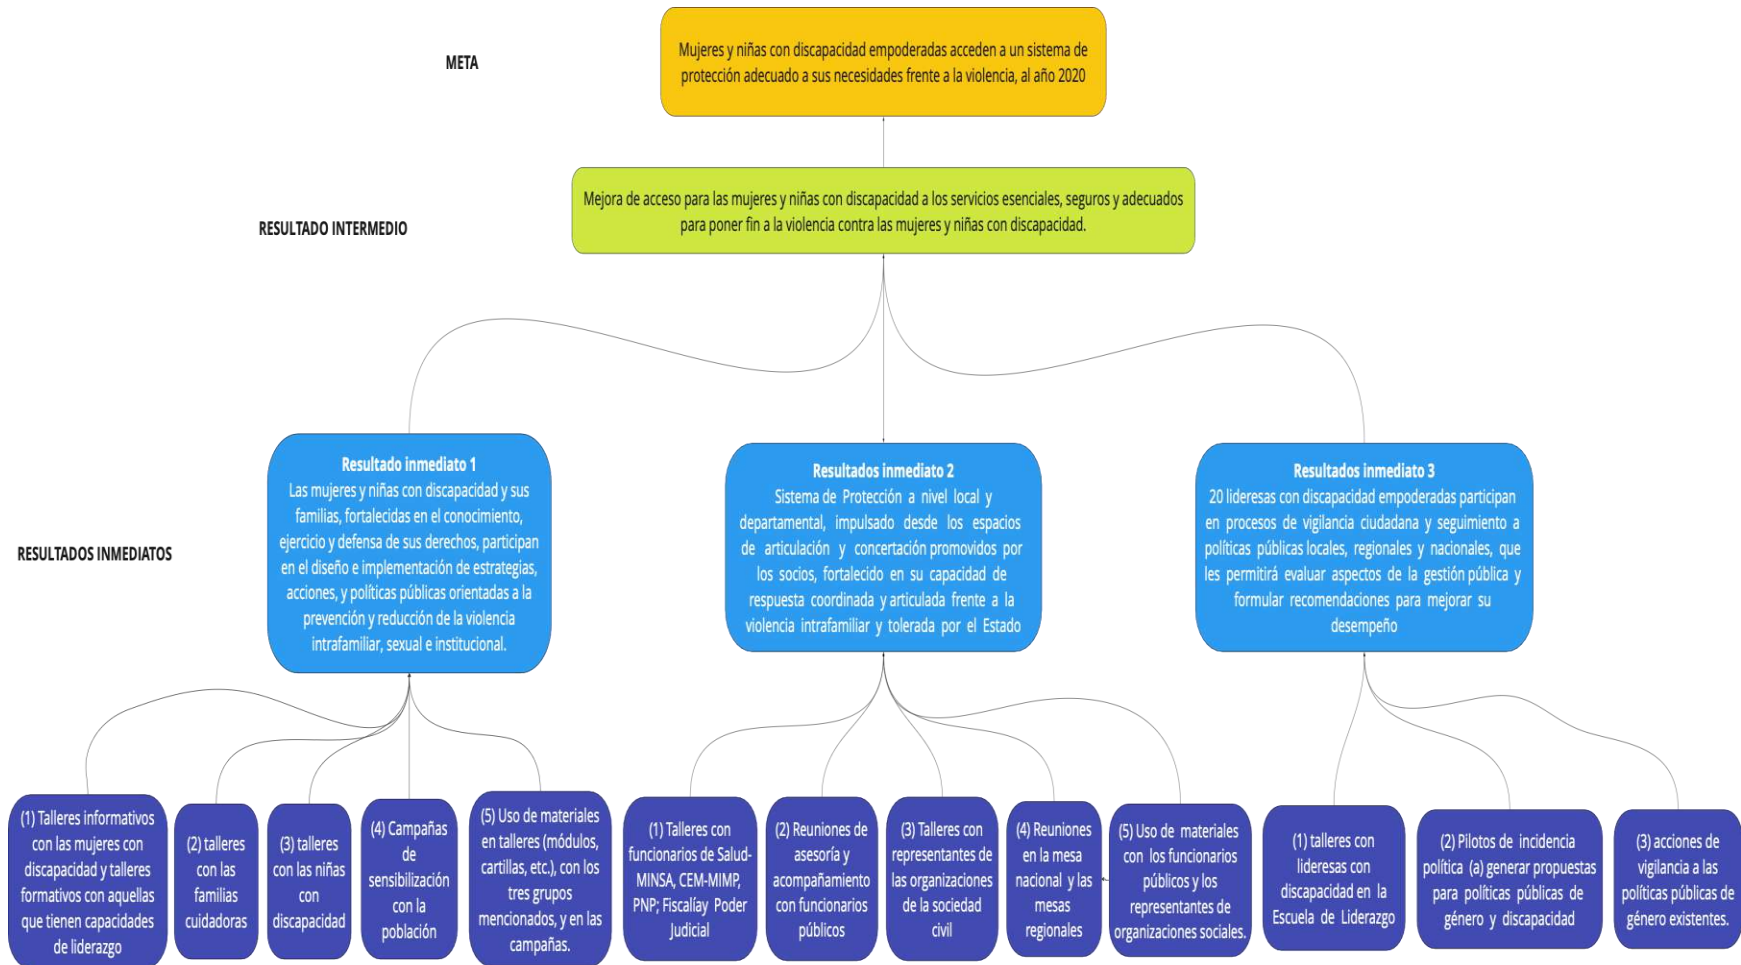 META
Mujeres y niñas con discapacidad empoderadas acceden a un sistema de
protección adecuado a sus necesidades frente a la violencia, al año 2020
RESULTADO INTERMEDIO
Mejora de acceso para las mujeres y niñas con discapacidad a los servicios esenciales, seguros y adecuados
para poner fin a la violencia contra las mujeres y niñas con discapacidad.
RESULTADOS INMEDIATOS
Resultado inmediato 1
Las mujeres y niñas con discapacidad y sus
familias, fortalecidas en el conocimiento,
ejercicio y defensa de sus derechos, participan
en el diseño e implementación de estrategias,
acciones, y políticas públicas orientadas a la
prevención y reducción de la violencia
intrafamiliar, sexual e institucional.
Resultados inmediato 2
Sistema de Protección a nivel local y
departamental, impulsado desde los espacios
de articulación y concertación promovidos por
los socios, fortalecido en su capacidad de
respuesta coordinada y articulada frente a la
violencia intrafamiliar y tolerada por el Estado
Resultados inmediato 3
20 lideresas con discapacidad empoderadas participan
en procesos de vigilancia ciudadana y seguimiento a
políticas públicas locales, regionales y nacionales, que
les permitirá evaluar aspectos de la gestión pública y
formular recomendaciones para mejorar su
desempeño
(1) Talleres informativos
con las mujeres con
discapacidad y talleres
formativos con aquellas
que tienen capacidades
de liderazgo
(2) talleres
con las
familias
cuidadoras
(3) talleres
con las niñas
con
discapacidad
(4) Campañas
de
sensibilización
con la
población
(5) Uso de materiales
en talleres (módulos,
cartillas, etc.), con los
tres grupos
mencionados, y en las
campañas.
(1) Talleres con
funcionarios de Salud-
MINSA, CEM-MIMP,
PNP; Fiscalíay Poder
Judicial
(2) Reuniones de
asesoría y
acompañamiento
con funcionarios
públicos
(3) Talleres con
representantes de
las organizaciones
de la sociedad
civil
(4) Reuniones
en la mesa
nacional y las
mesas
regionales
(5) Uso de materiales
con los funcionarios
públicos y los
representantes de
organizaciones sociales.
(1) talleres con
lideresas con
discapacidad en la
Escuela de Liderazgo
(2) Pilotos de incidencia
política (a) generar propuestas
para políticas públicas de
género y discapacidad
(3) acciones de
vigilancia a las
políticas públicas de
género existentes.